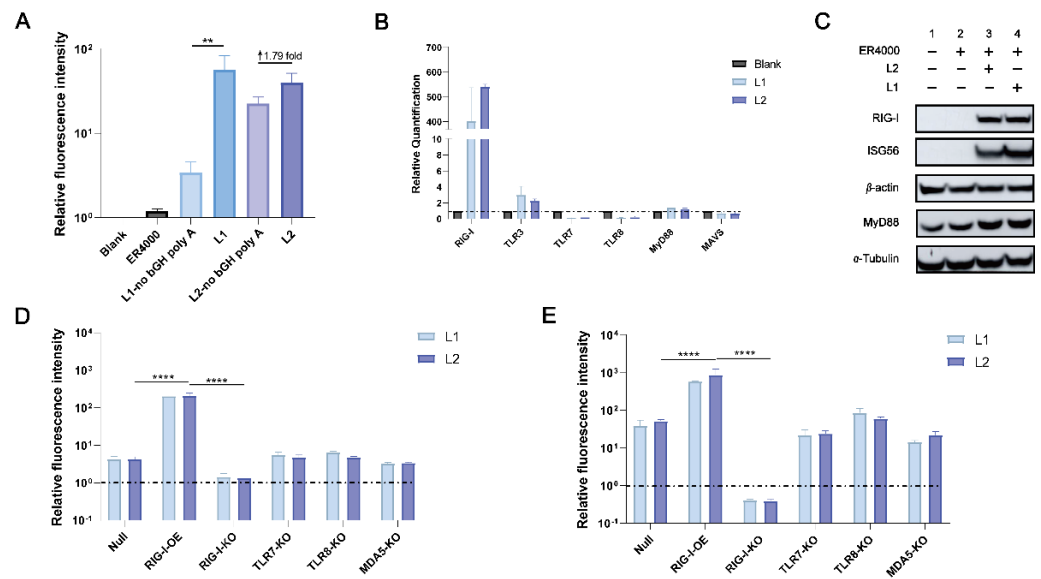 A
Relative fluorescence intensity
10²
10¹
10⁰
**
↑1.79 fold
Blank
ER4000
L1-no bGH poly A
L1
L2-no bGH poly A
L2
B
Relative Quantification
700
600
500
400
10
8
6
4
2
0
Blank
L1
L2
RIG-I
TLR3
TLR7
TLR8
MyD88
MAVS
C
1 2 3 4
ER4000 – + + +
L2 – – + –
L1 – – – +
RIG-I
ISG56
β-actin
MyD88
α-Tubulin
D
Relative fluorescence intensity
10⁴
10³
10²
10¹
10⁰
10⁻¹
****
****
L1
L2
Null
RIG-I-OE
RIG-I-KO
TLR7-KO
TLR8-KO
MDA5-KO
E
Relative fluorescence intensity
10⁴
10³
10²
10¹
10⁰
10⁻¹
****
****
L1
L2
Null
RIG-I-OE
RIG-I-KO
TLR7-KO
TLR8-KO
MDA5-KO